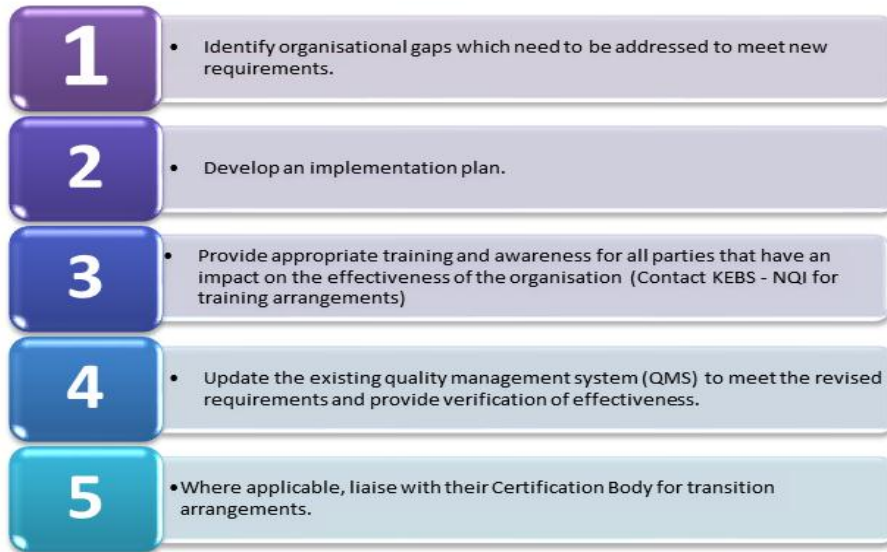 1
• Identify organisational gaps which need to be addressed to meet new
requirements.
2
• Develop an implementation plan.
3
• Provide appropriate training and awareness for all parties that have an
impact on the effectiveness of the organisation (Contact KEBS - NQI for
training arrangements)
4
• Update the existing quality management system (QMS) to meet the revised
requirements and provide verification of effectiveness.
5
• Where applicable, liaise with their Certification Body for transition
arrangements.